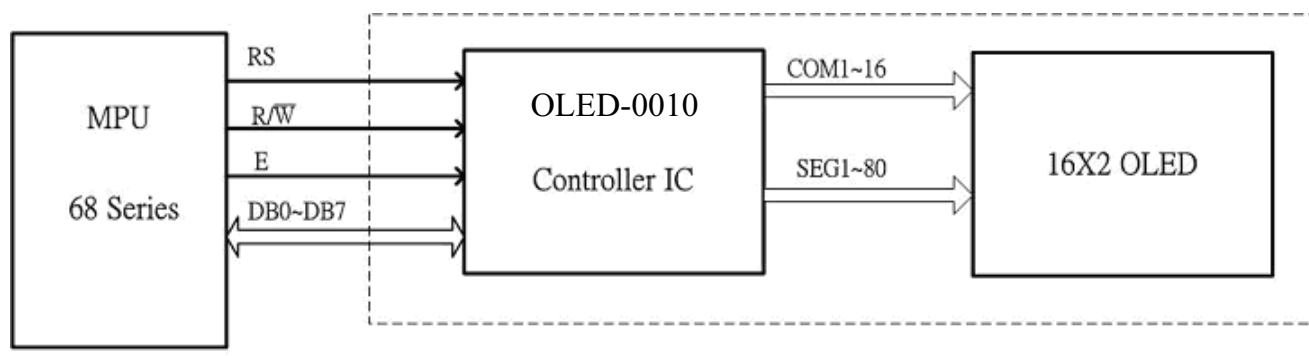 MPU
68 Series
RS
R/W̅
E
DB0~DB7
OLED-0010
Controller IC
COM1~16
SEG1~80
16X2 OLED